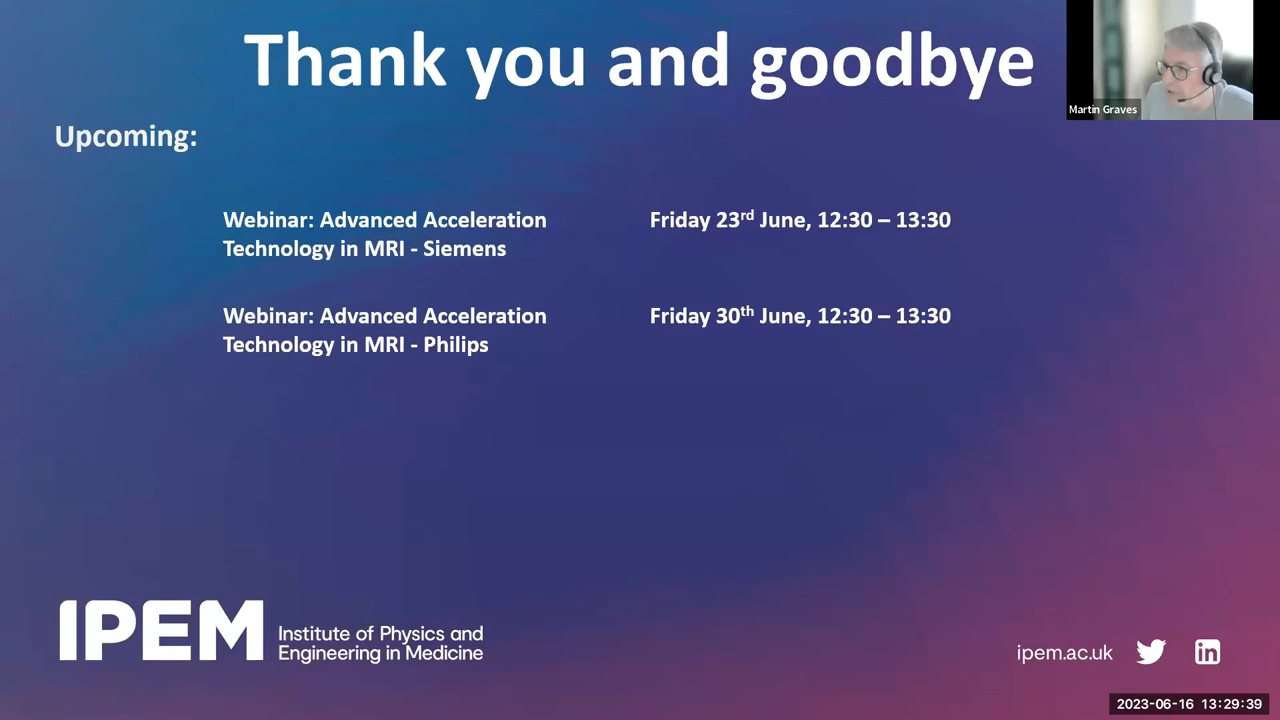 Thank you and goodbye
Martin Graves
Upcoming:
Webinar: Advanced Acceleration
Technology in MRI - Siemens
Friday 23rd June, 12:30 – 13:30
Webinar: Advanced Acceleration
Technology in MRI - Philips
Friday 30th June, 12:30 – 13:30
IPEM
Institute of Physics and
Engineering in Medicine
ipem.ac.uk
in
2023-06-16 13:29:39